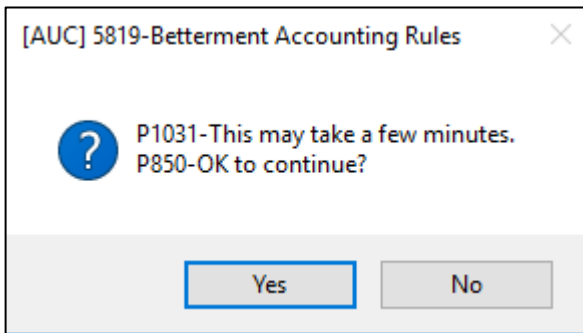 [AUC] 5819-Betterment Accounting Rules
P1031-This may take a few minutes.
P850-OK to continue?
Yes
No